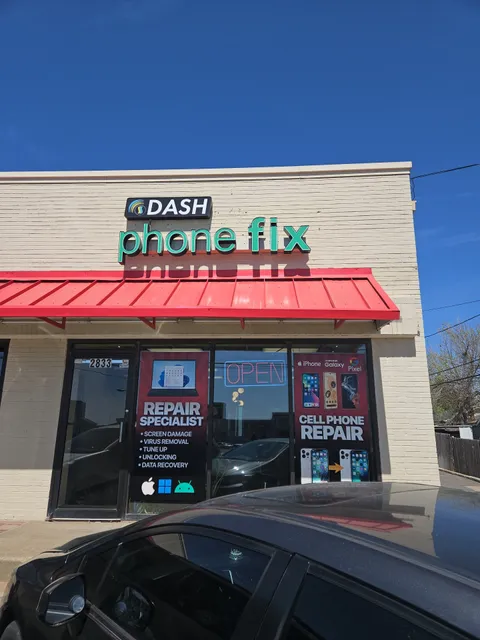 DASH
phone fix
2833
OPEN
REPAIR
SPECIALIST
• SCREEN DAMAGE
• VIRUS REMOVAL
• TUNE UP
• UNLOCKING
• DATA RECOVERY
iPhone Galaxy Pixel
CELL PHONE
REPAIR